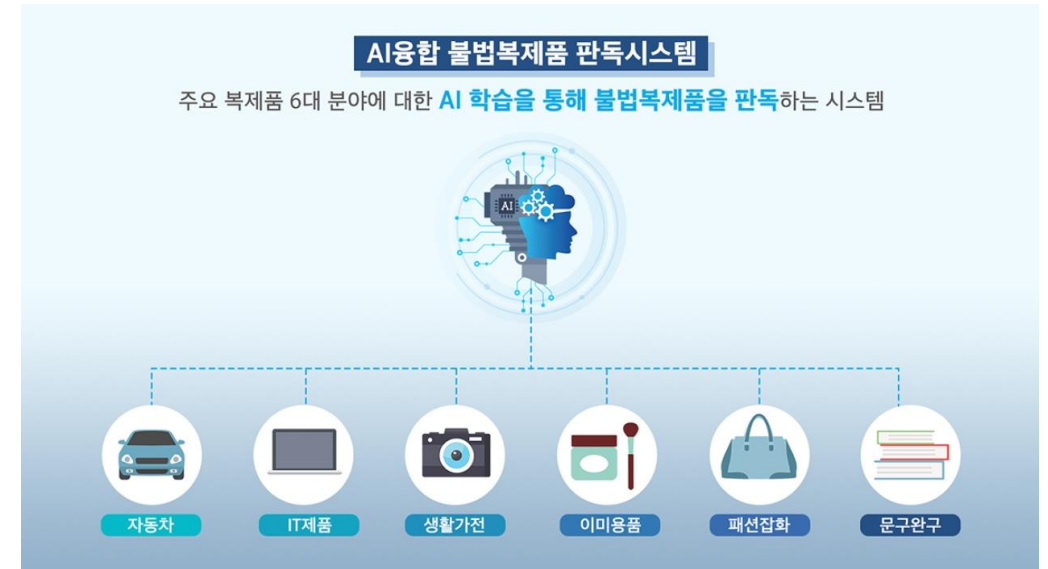 AI융합 불법복제품 판독시스템
주요 복제품 6대 분야에 대한 AI 학습을 통해 불법복제품을 판독하는 시스템
AI
자동차
IT제품
생활가전
이미용품
패션잡화
문구완구